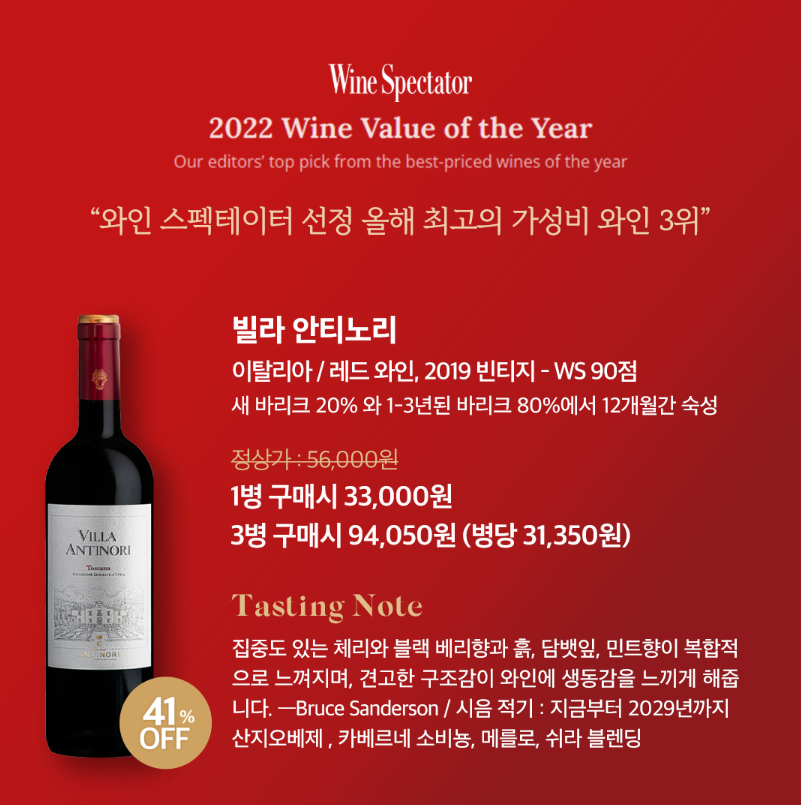 Wine Spectator
2022 Wine Value of the Year
Our editors’ top pick from the best-priced wines of the year
“와인 스펙테이터 선정 올해 최고의 가성비 와인 3위”
빌라 안티노리
이탈리아 / 레드 와인, 2019 빈티지 - WS 90점
새 바리크 20% 와 1-3년된 바리크 80%에서 12개월간 숙성
정상가 : 56,000원
1병 구매시 33,000원
3병 구매시 94,050원 (병당 31,350원)
Tasting Note
집중도 있는 체리와 블랙 베리향과 흙, 담뱃잎, 민트향이 복합적
으로 느껴지며, 견고한 구조감이 와인에 생동감을 느끼게 해줍
니다. —Bruce Sanderson / 시음 적기 : 지금부터 2029년까지
산지오베제 , 카베르네 소비뇽, 메를로, 쉬라 블렌딩
VILLA
ANTINORI
Toscana
ANTINORI
41%
OFF